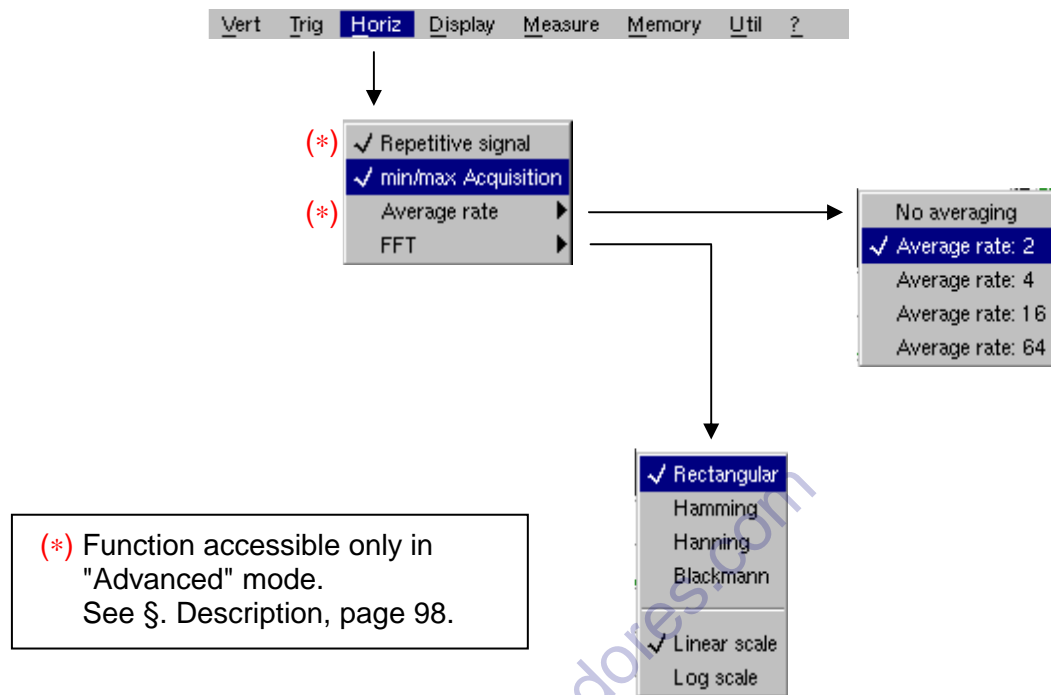 Vert Trig Horiz Display Measure Memory Util ?
(*) ✓ Repetitive signal
✓ min/max Acquisition
(*) Average rate
FFT
No averaging
✓ Average rate: 2
Average rate: 4
Average rate: 16
Average rate: 64
✓ Rectangular
Hamming
Hanning
Blackmann
✓ Linear scale
Log scale
(*) Function accessible only in
"Advanced" mode.
See §. Description, page 98.
dores.com